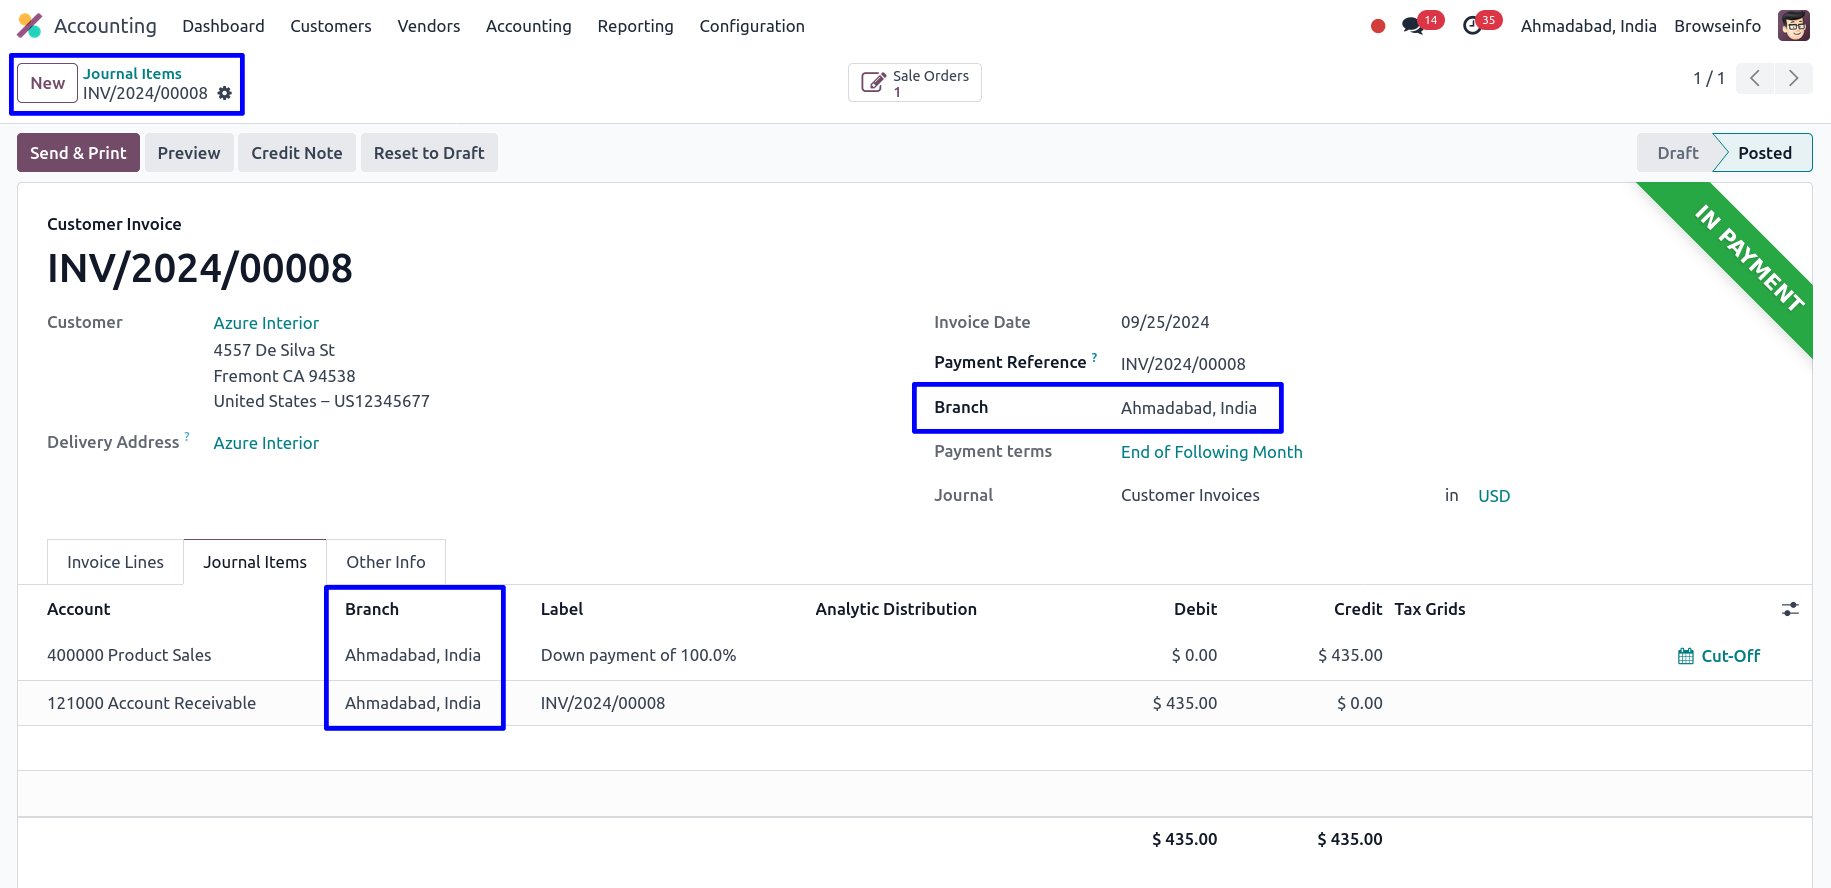 Accounting Dashboard Customers Vendors Accounting Reporting Configuration 14 35 Ahmadabad, India Browseinfo
New Journal Items Sale Orders 1 / 1
INV/2024/00008 1
Send & Print Preview Credit Note Reset to Draft Draft Posted
IN PAYMENT
Customer Invoice
INV/2024/00008
Customer Azure Interior Invoice Date 09/25/2024
4557 De Silva St
Fremont CA 94538 Payment Reference ? INV/2024/00008
United States – US12345677 Branch Ahmadabad, India
Delivery Address ? Azure Interior Payment terms End of Following Month
Journal Customer Invoices in USD
Invoice Lines Journal Items Other Info
Account Branch Label Analytic Distribution Debit Credit Tax Grids
400000 Product Sales Ahmadabad, India Down payment of 100.0% $ 0.00 $ 435.00 Cut-Off
121000 Account Receivable Ahmadabad, India INV/2024/00008 $ 435.00 $ 0.00
$ 435.00 $ 435.00